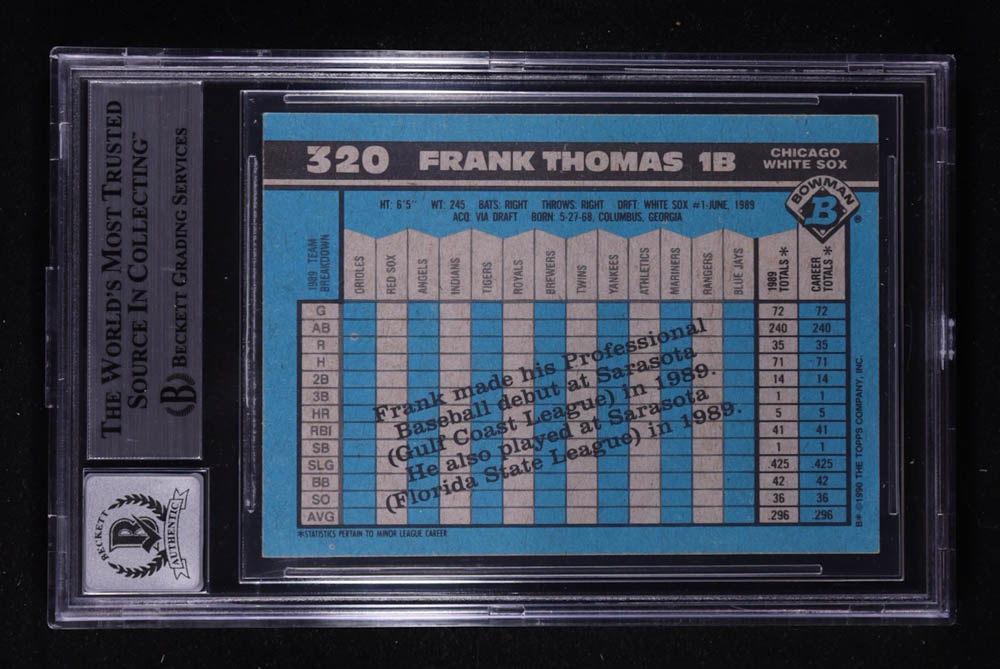 THE WORLD'S MOST TRUSTED
SOURCE IN COLLECTING™
BECKETT GRADING SERVICES
BECKETT
B
AUTHENTIC
320 FRANK THOMAS 1B CHICAGO
WHITE SOX
BOWMAN
B
®
HT: 6'5" WT: 245 BATS: RIGHT THROWS: RIGHT DRFT: WHITE SOX #1-JUNE, 1989
ACQ: VIA DRAFT BORN: 5-27-68, COLUMBUS, GEORGIA
1989 TEAM
BREAKDOWN
ORIOLES
RED SOX
ANGELS
INDIANS
TIGERS
ROYALS
BREWERS
TWINS
YANKEES
ATHLETICS
MARINERS
RANGERS
BLUE JAYS
1989
TOTALS *
CAREER
TOTALS *
G 72 72
AB 240 240
R 35 35
H 71 71
2B 14 14
3B 1 1
HR 5 5
RBI 41 41
SB 1 1
SLG .425 .425
BB 42 42
SO 36 36
AVG .296 .296
Frank made his Professional
Baseball debut at Sarasota
(Gulf Coast League) in 1989.
He also played at Sarasota
(Florida State League) in 1989.
*STATISTICS PERTAIN TO MINOR LEAGUE CAREER
B* ©1990 THE TOPPS COMPANY, INC.